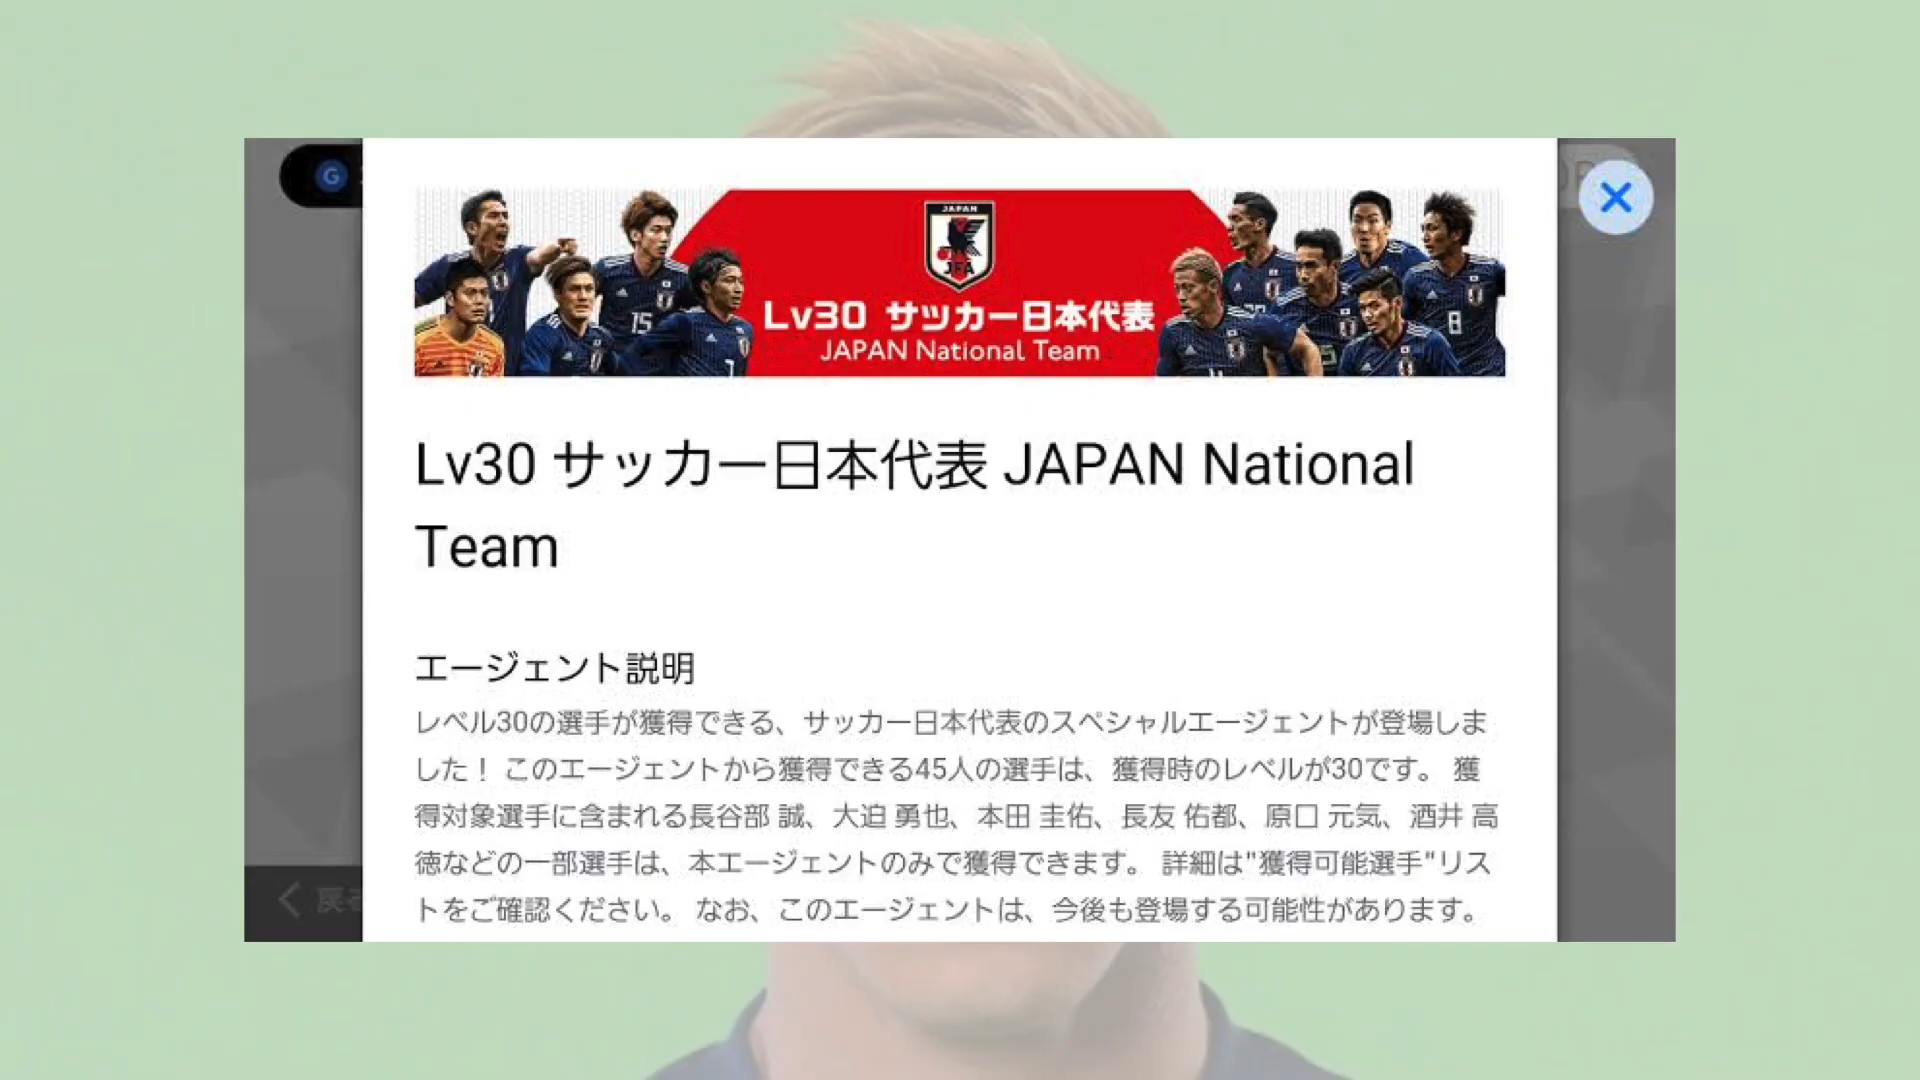 JAPAN
JFA
Lv30 サッカー日本代表
JAPAN National Team
15
7
8
Lv30 サッカー日本代表 JAPAN National
Team
エージェント説明
レベル30の選手が獲得できる、サッカー日本代表のスペシャルエージェントが登場しま
した！ このエージェントから獲得できる45人の選手は、獲得時のレベルが30です。 獲
得対象選手に含まれる長谷部 誠、大迫 勇也、本田 圭佑、長友 佑都、原口 元気、酒井 高
徳などの一部選手は、本エージェントのみで獲得できます。 詳細は"獲得可能選手"リス
トをご確認ください。 なお、このエージェントは、今後も登場する可能性があります。
G